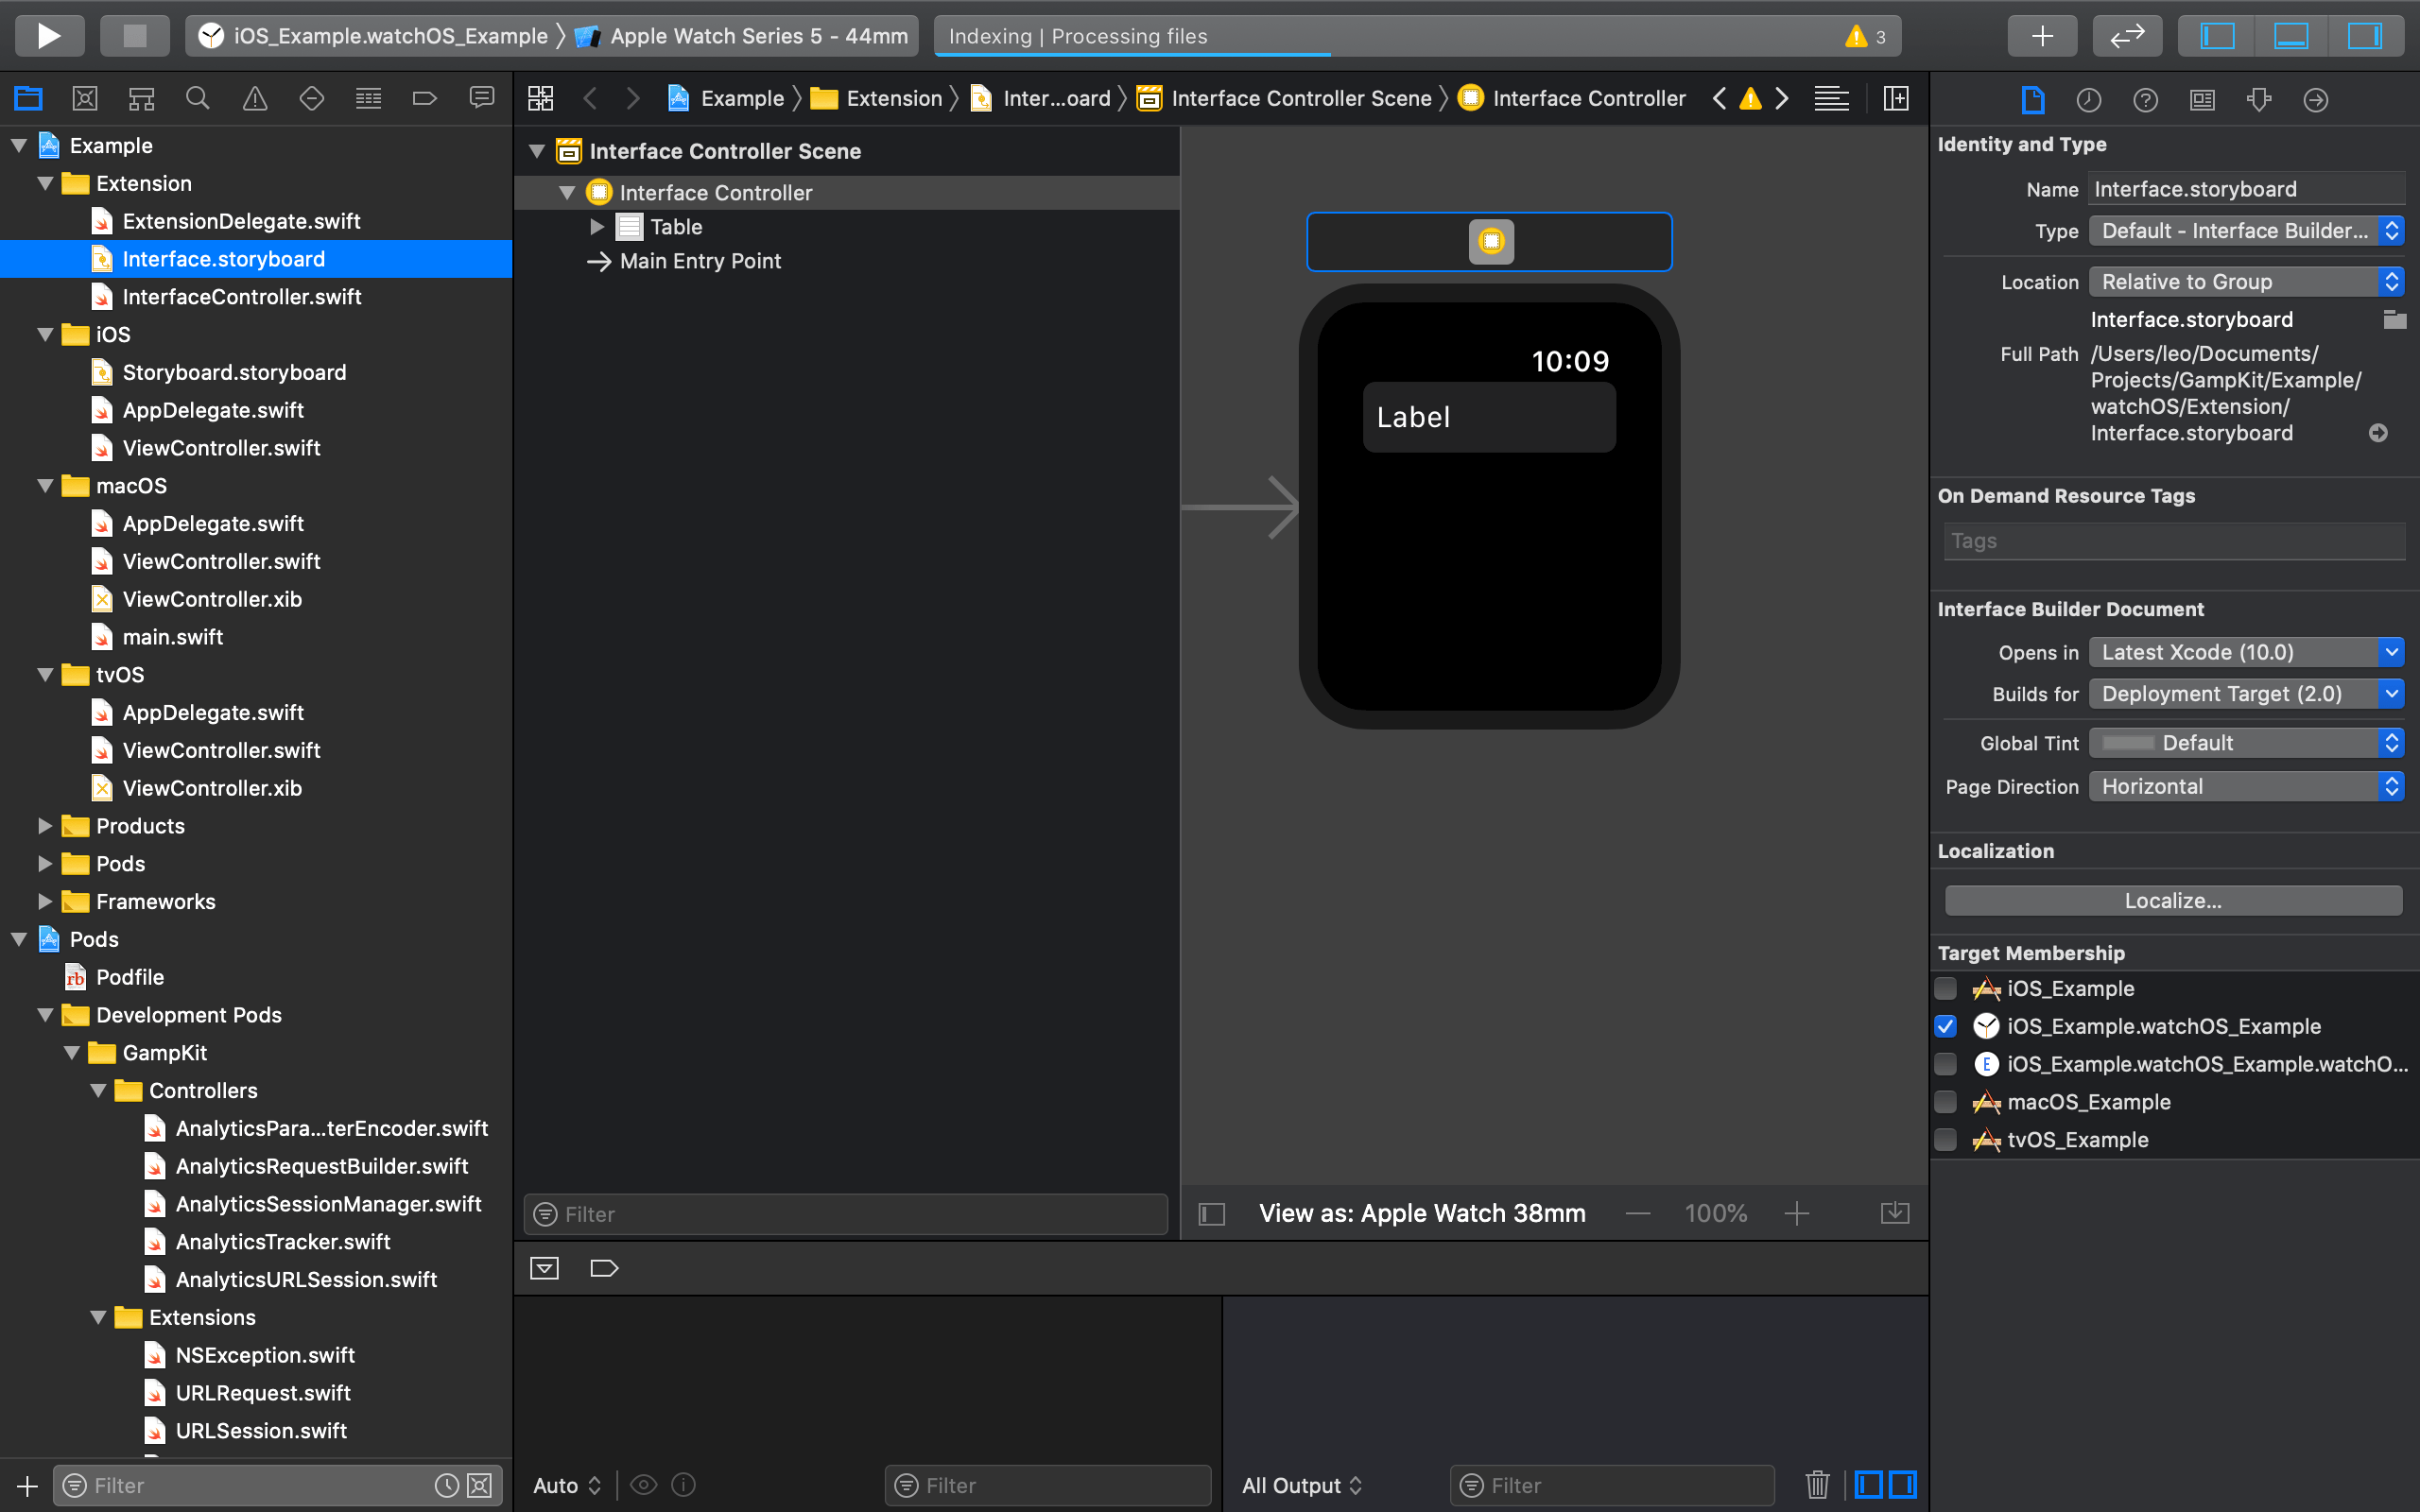 iOS_Example.watchOS_Example
Apple Watch Series 5 - 44mm
Indexing | Processing files
3
Example
Extension
Inter...oard
Interface Controller Scene
Interface Controller
Example
Extension
ExtensionDelegate.swift
Interface.storyboard
InterfaceController.swift
iOS
Storyboard.storyboard
AppDelegate.swift
ViewController.swift
macOS
AppDelegate.swift
ViewController.swift
ViewController.xib
main.swift
tvOS
AppDelegate.swift
ViewController.swift
ViewController.xib
Products
Pods
Frameworks
Pods
rb Podfile
Development Pods
GampKit
Controllers
AnalyticsPara...terEncoder.swift
AnalyticsRequestBuilder.swift
AnalyticsSessionManager.swift
AnalyticsTracker.swift
AnalyticsURLSession.swift
Extensions
NSException.swift
URLRequest.swift
URLSession.swift
Filter
Interface Controller Scene
Interface Controller
Table
Main Entry Point
Filter
10:09
Label
View as: Apple Watch 38mm
100%
Auto
Filter
All Output
Filter
Identity and Type
Name Interface.storyboard
Type Default - Interface Builder...
Location Relative to Group
Interface.storyboard
Full Path /Users/leo/Documents/
Projects/GampKit/Example/
watchOS/Extension/
Interface.storyboard
On Demand Resource Tags
Tags
Interface Builder Document
Opens in Latest Xcode (10.0)
Builds for Deployment Target (2.0)
Global Tint Default
Page Direction Horizontal
Localization
Localize...
Target Membership
iOS_Example
iOS_Example.watchOS_Example
E iOS_Example.watchOS_Example.watchO...
macOS_Example
tvOS_Example